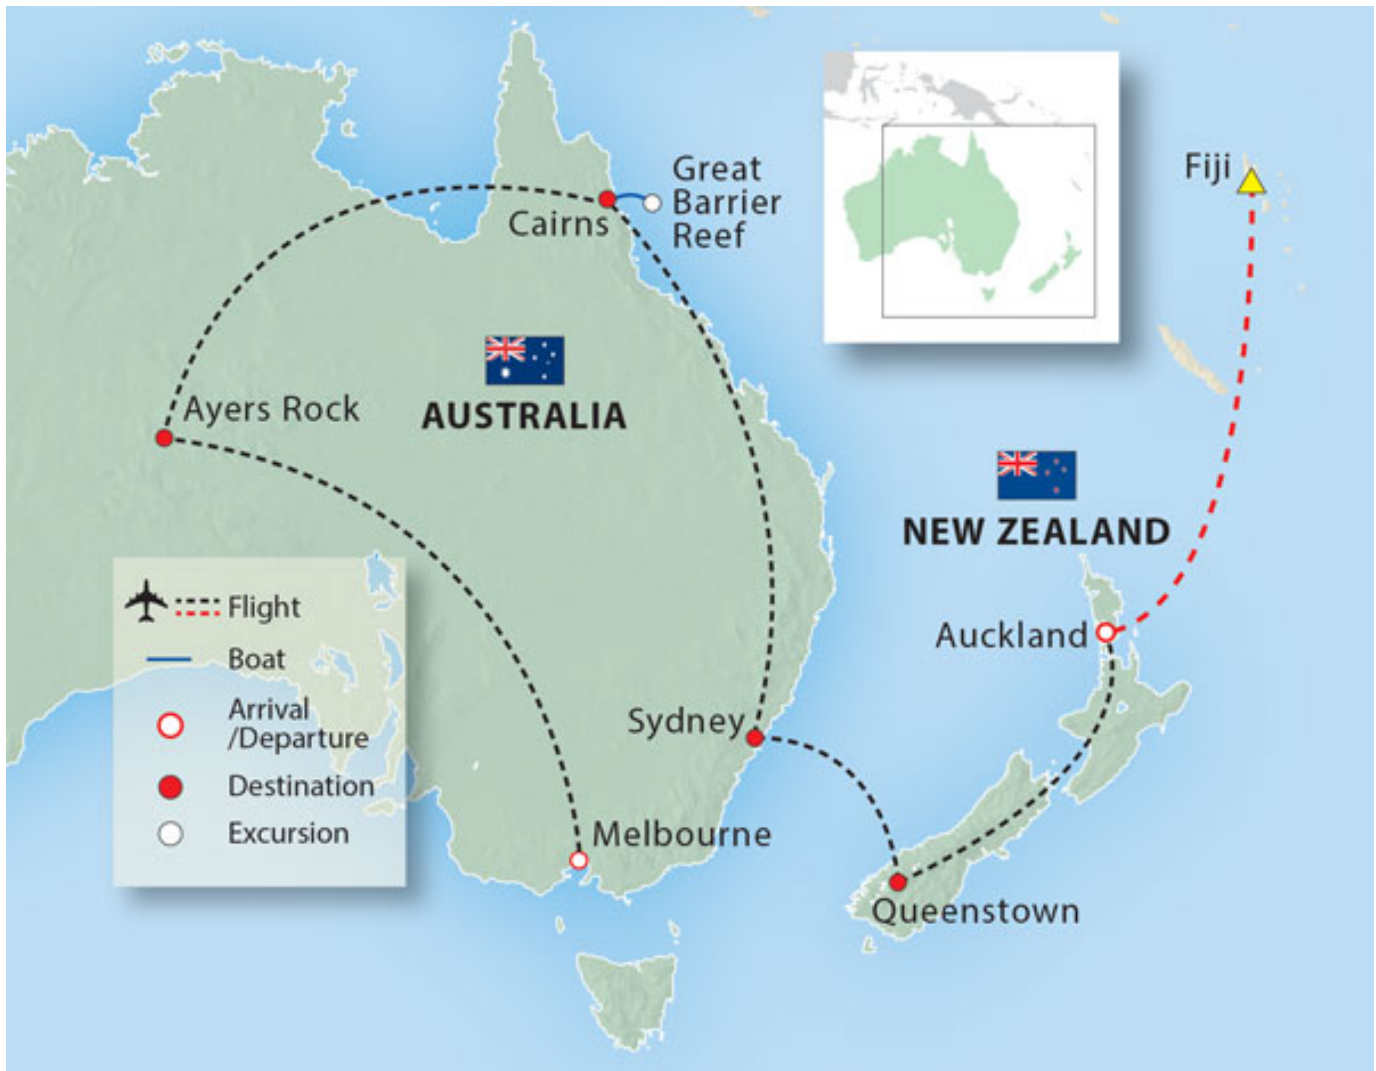 Great
Barrier
Reef
Fiji
Cairns
Ayers Rock
AUSTRALIA
NEW ZEALAND
Flight
Boat
Arrival
/Departure
Destination
Excursion
Auckland
Sydney
Melbourne
Queenstown